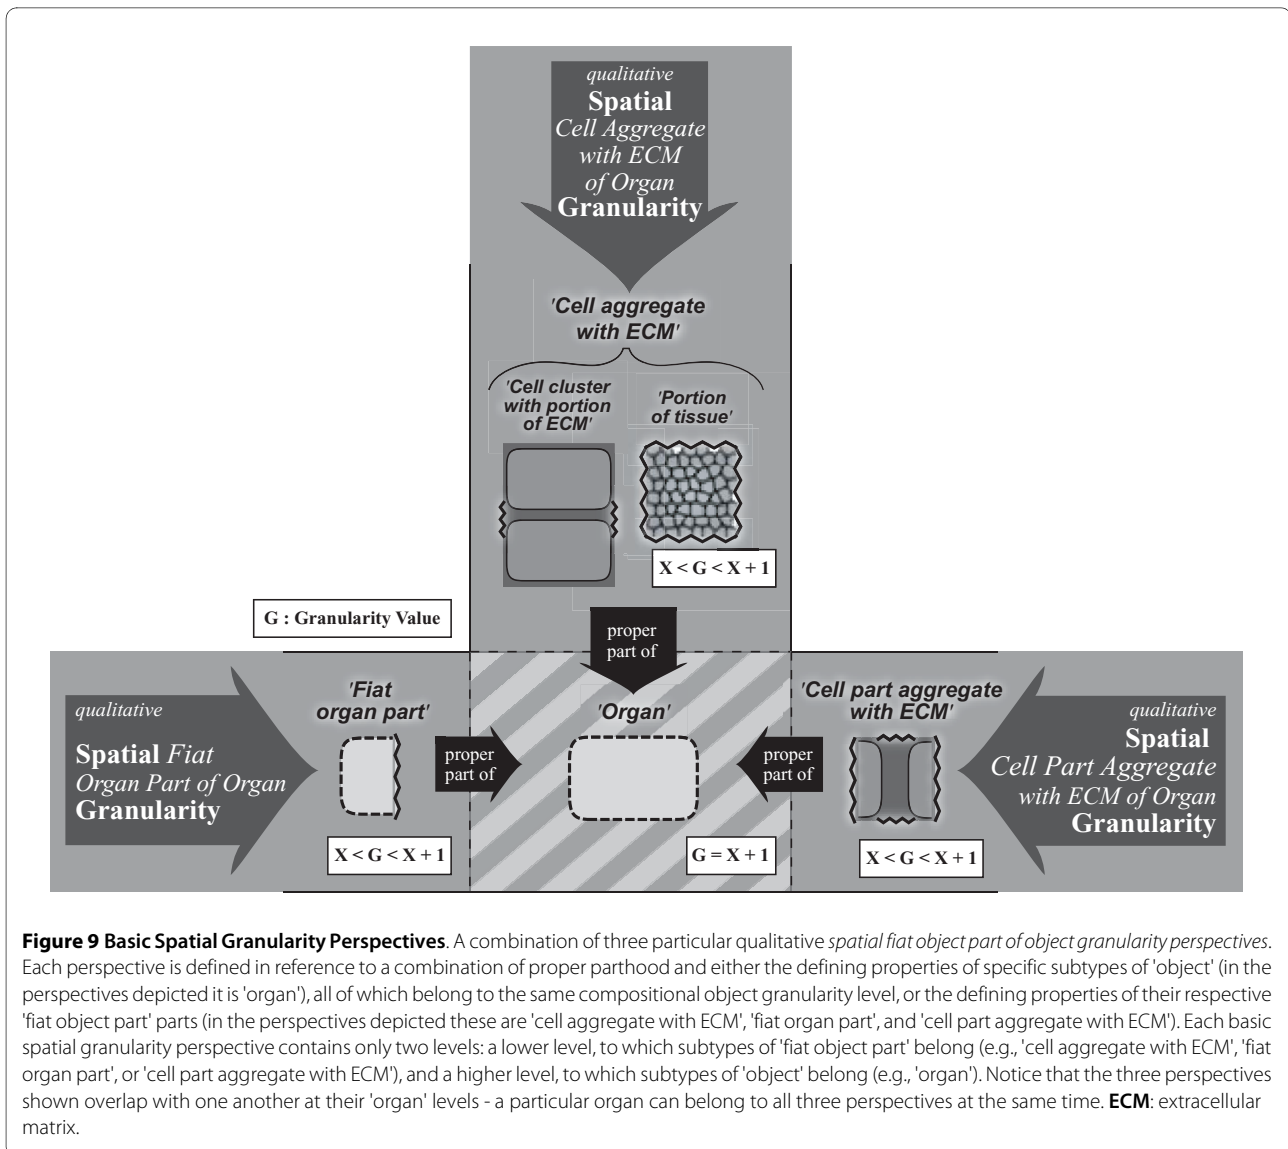 qualitative
Spatial
Cell Aggregate
with ECM
of Organ
Granularity
'Cell aggregate
with ECM'
'Cell cluster
with portion
of ECM'
'Portion
of tissue'
X < G < X + 1
G : Granularity Value
proper
part of
qualitative
Spatial Fiat
Organ Part of Organ
Granularity
'Fiat
organ part'
X < G < X + 1
proper
part of
'Organ'
G = X + 1
proper
part of
'Cell part aggregate
with ECM'
X < G < X + 1
qualitative
Spatial
Cell Part Aggregate
with ECM of Organ
Granularity
Figure 9 Basic Spatial Granularity Perspectives. A combination of three particular qualitative spatial fiat object part of object granularity perspectives.
Each perspective is defined in reference to a combination of proper parthood and either the defining properties of specific subtypes of 'object' (in the
perspectives depicted it is 'organ'), all of which belong to the same compositional object granularity level, or the defining properties of their respective
'fiat object part' parts (in the perspectives depicted these are 'cell aggregate with ECM', 'fiat organ part', and 'cell part aggregate with ECM'). Each basic
spatial granularity perspective contains only two levels: a lower level, to which subtypes of 'fiat object part' belong (e.g., 'cell aggregate with ECM', 'fiat
organ part', or 'cell part aggregate with ECM'), and a higher level, to which subtypes of 'object' belong (e.g., 'organ'). Notice that the three perspectives
shown overlap with one another at their 'organ' levels - a particular organ can belong to all three perspectives at the same time. ECM: extracellular
matrix.